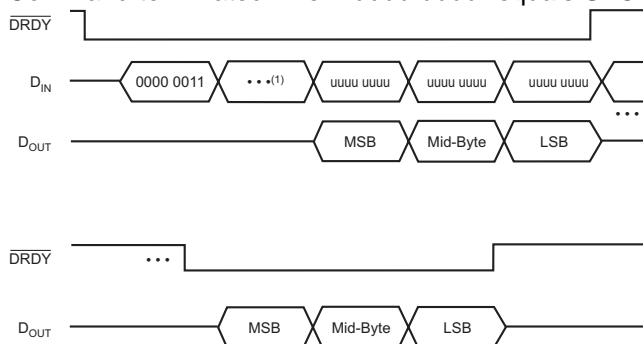 DRDY
DIN 0000 0011 •••(1) uuuu uuuu uuuu uuuu uuuu uuuu
•••
DOUT MSB Mid-Byte LSB
DRDY •••
DOUT MSB Mid-Byte LSB